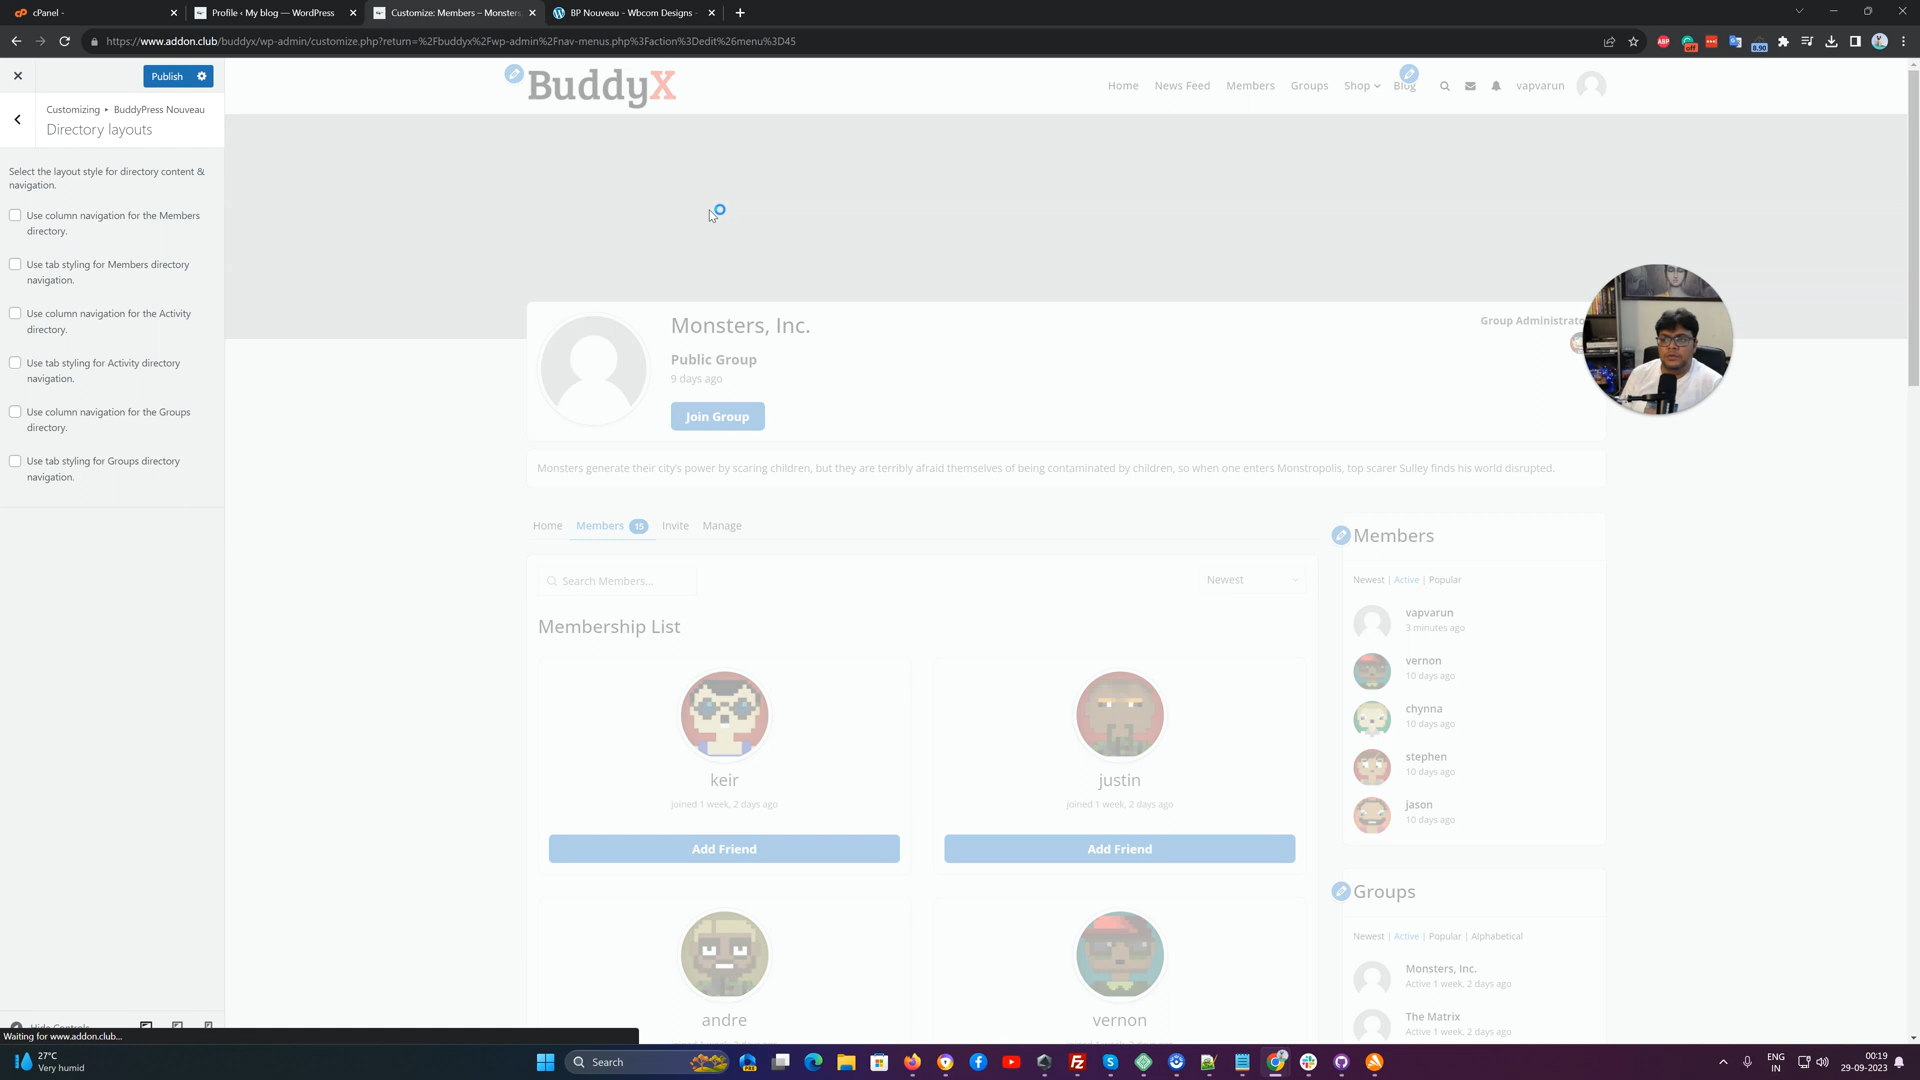 cPanel -
Profile ‹ My blog — WordPress
Customize: Members – Monsters
BP Nouveau - Wbcom Designs -
https://www.addon.club/buddyx/wp-admin/customize.php?return=%2Fbuddyx%2Fwp-admin%2Fnav-menus.php%3Faction%3Dedit%26menu%3D45
ABP
off
8.90
Publish
Customizing ▸ BuddyPress Nouveau
Directory layouts
Select the layout style for directory content &
navigation.
Use column navigation for the Members
directory.
Use tab styling for Members directory
navigation.
Use column navigation for the Activity
directory.
Use tab styling for Activity directory
navigation.
Use column navigation for the Groups
directory.
Use tab styling for Groups directory
navigation.
Hide Controls
Waiting for www.addon.club...
BuddyX
Home
News Feed
Members
Groups
Shop
Blog
vapvarun
Monsters, Inc.
Public Group
9 days ago
Join Group
Group Administrato
Monsters generate their city's power by scaring children, but they are terribly afraid themselves of being contaminated by children, so when one enters Monstropolis, top scarer Sulley finds his world disrupted.
Home
Members 15
Invite
Manage
Search Members...
Newest
Membership List
keir
joined 1 week, 2 days ago
Add Friend
justin
joined 1 week, 2 days ago
Add Friend
andre
vernon
Members
Newest | Active | Popular
vapvarun
3 minutes ago
vernon
10 days ago
chynna
10 days ago
stephen
10 days ago
jason
10 days ago
Groups
Newest | Active | Popular | Alphabetical
Monsters, Inc.
Active 1 week, 2 days ago
The Matrix
Active 1 week, 2 days ago
27°C
Very humid
Search
PRE
ENG
IN
00:19
29-09-2023